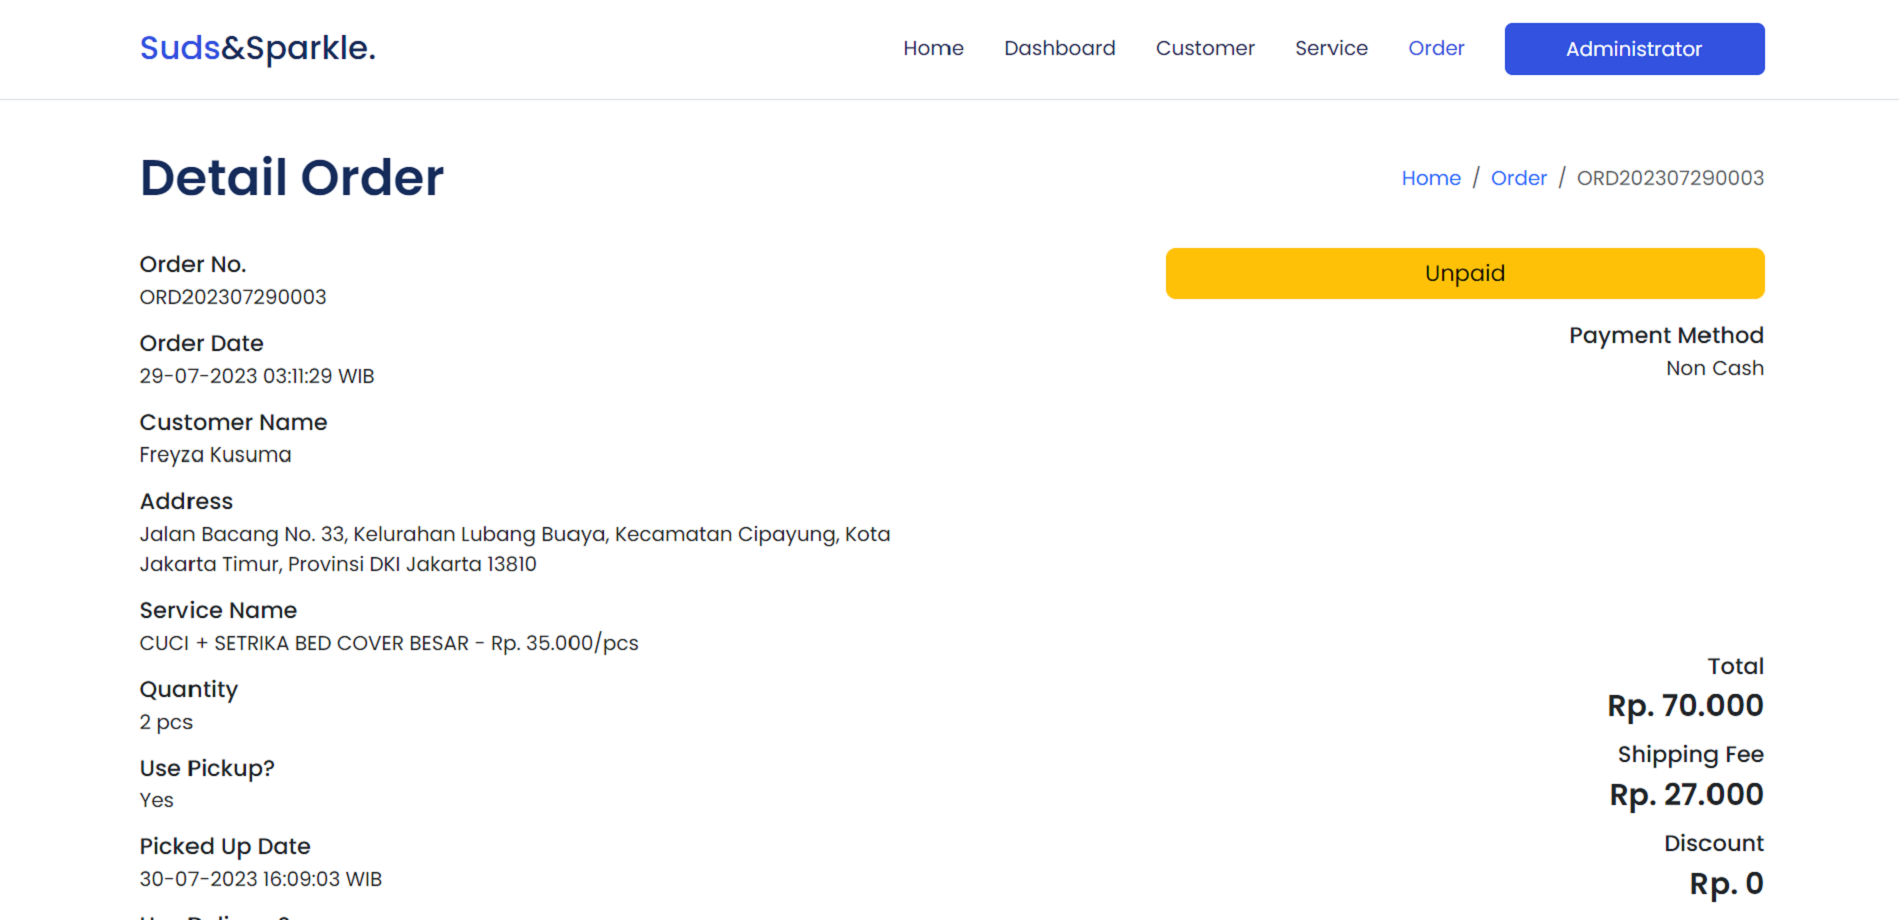 Suds&Sparkle.
Home
Dashboard
Customer
Service
Order
Administrator
Detail Order
Home / Order / ORD202307290003
Order No.
ORD202307290003
Order Date
29-07-2023 03:11:29 WIB
Customer Name
Freyza Kusuma
Address
Jalan Bacang No. 33, Kelurahan Lubang Buaya, Kecamatan Cipayung, Kota
Jakarta Timur, Provinsi DKI Jakarta 13810
Service Name
CUCI + SETRIKA BED COVER BESAR - Rp. 35.000/pcs
Quantity
2 pcs
Use Pickup?
Yes
Picked Up Date
30-07-2023 16:09:03 WIB
Unpaid
Payment Method
Non Cash
Total
Rp. 70.000
Shipping Fee
Rp. 27.000
Discount
Rp. 0